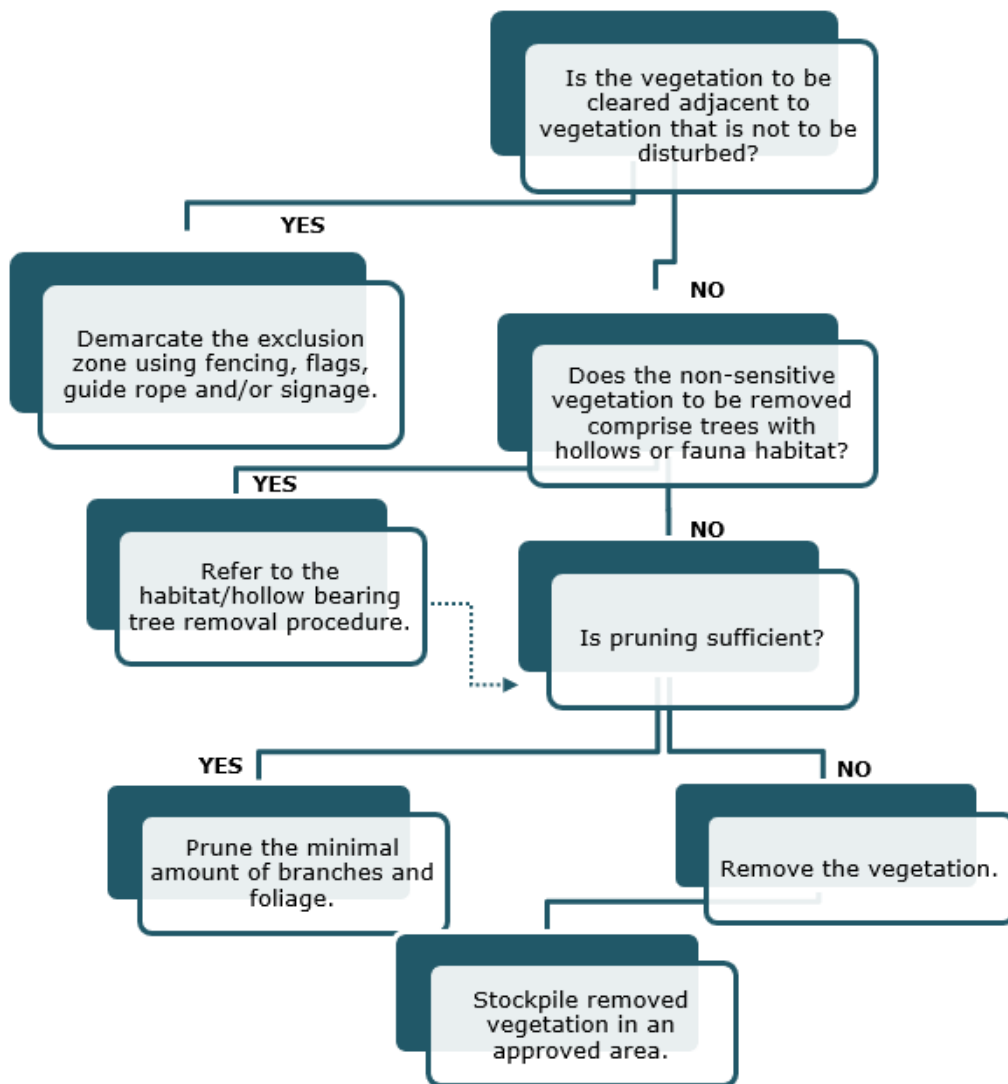 Is the vegetation to be
cleared adjacent to
vegetation that is not to be
disturbed?
YES
NO
Demarcate the exclusion
zone using fencing, flags,
guide rope and/or signage.
Does the non-sensitive
vegetation to be removed
comprise trees with
hollows or fauna habitat?
YES
NO
Refer to the
habitat/hollow bearing
tree removal procedure.
Is pruning sufficient?
YES
NO
Prune the minimal
amount of branches and
foliage.
Remove the vegetation.
Stockpile removed
vegetation in an
approved area.